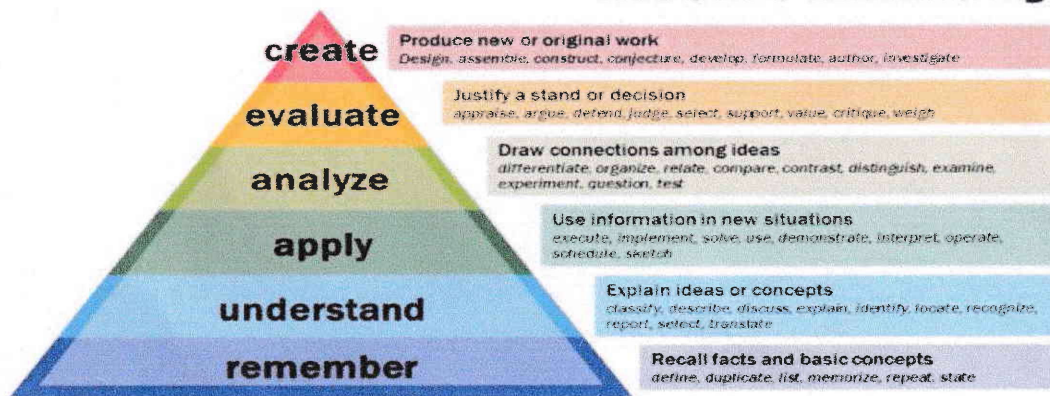 create
Produce new or original work
Design, assemble, construct, conjecture, develop, formulate, author, investigate
evaluate
Justify a stand or decision
appraise, argue, defend, judge, select, support, value, critique, weigh
analyze
Draw connections among ideas
differentiate, organize, relate, compare, contrast, distinguish, examine,
experiment, question, test
apply
Use information in new situations
execute, implement, solve, use, demonstrate, interpret, operate,
schedule, sketch
understand
Explain ideas or concepts
classify, describe, discuss, explain, identify, locate, recognize,
report, select, translate
remember
Recall facts and basic concepts
define, duplicate, list, memorize, repeat, state